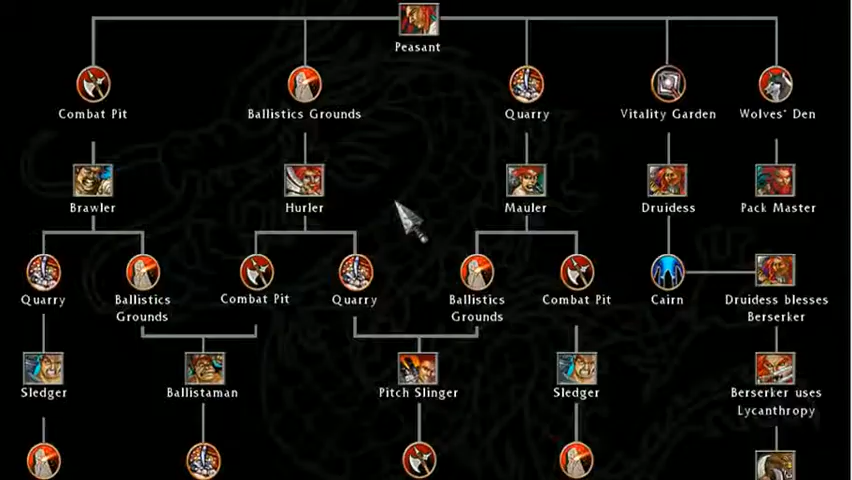 Peasant
Combat Pit
Ballistics Grounds
Quarry
Vitality Garden
Wolves' Den
Brawler
Hurler
Mauler
Druidess
Pack Master
Quarry
Ballistics
Grounds
Combat Pit
Quarry
Ballistics
Grounds
Combat Pit
Cairn
Druidess blesses
Berserker
Sledger
Ballistaman
Pitch Slinger
Sledger
Berserker uses
Lycanthropy